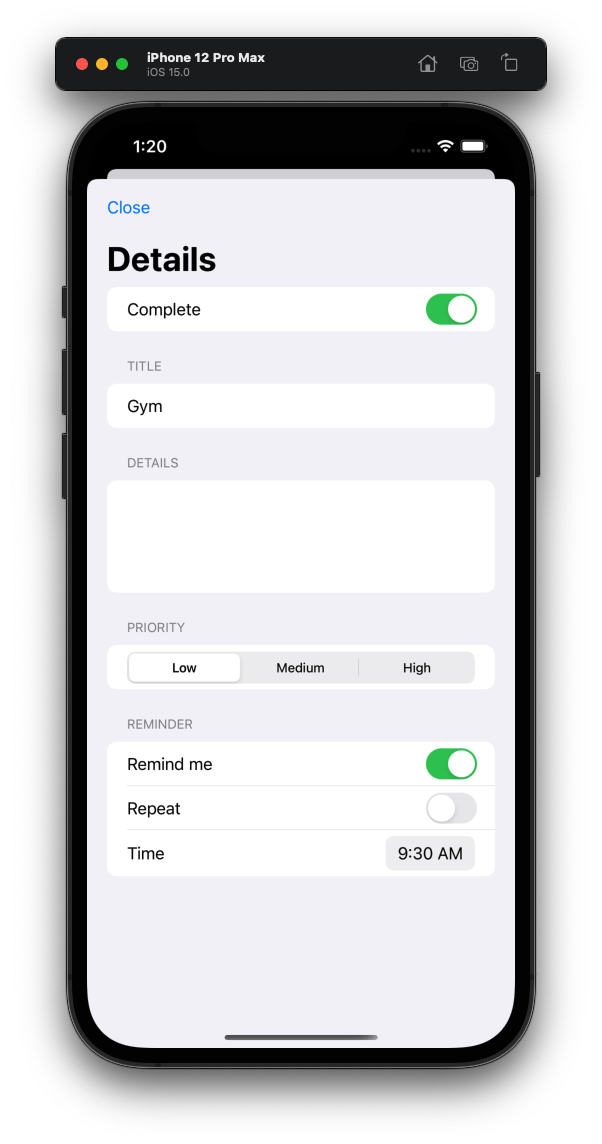 iPhone 12 Pro Max
iOS 15.0
1:20
Close
Details
Complete
TITLE
Gym
DETAILS
PRIORITY
Low Medium High
REMINDER
Remind me
Repeat
Time 9:30 AM